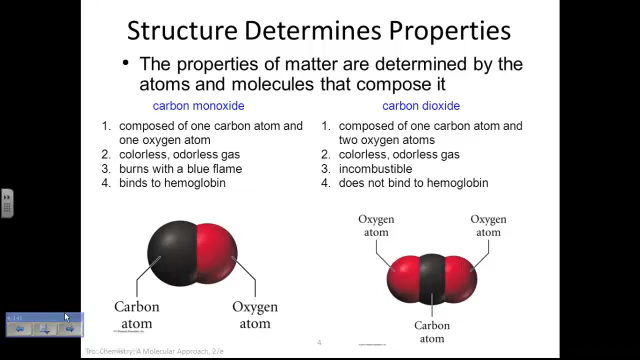 Structure Determines Properties
• The properties of matter are determined by the
atoms and molecules that compose it
carbon monoxide
1. composed of one carbon atom and
one oxygen atom
2. colorless, odorless gas
3. burns with a blue flame
4. binds to hemoglobin
carbon dioxide
1. composed of one carbon atom and
two oxygen atoms
2. colorless, odorless gas
3. incombustible
4. does not bind to hemoglobin
Carbon
atom
Oxygen
atom
Oxygen
atom
Oxygen
atom
Carbon
atom
Tro: Chemistry: A Molecular Approach, 2/e
4